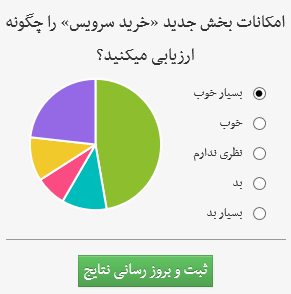 امکانات بخش جدید «خرید سرویس» را چگونه
ارزیابی میکنید؟
بسیار خوب
خوب
نظری ندارم
بد
بسیار بد
ثبت و بروز رسانی نتایج